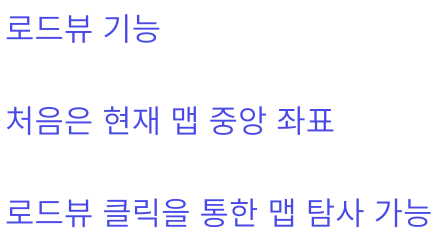 로드뷰 기능
처음은 현재 맵 중앙 좌표
로드뷰 클릭을 통한 맵 탐사 가능